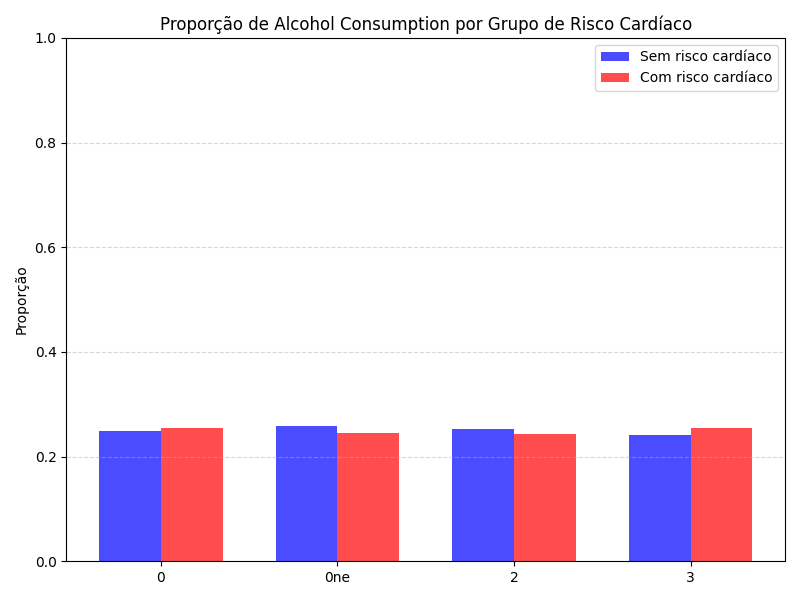 Proporção de Alcohol Consumption por Grupo de Risco Cardíaco
Sem risco cardíaco
Com risco cardíaco
Proporção
1.0
0.8
0.6
0.4
0.2
0.0
0
0ne
2
3